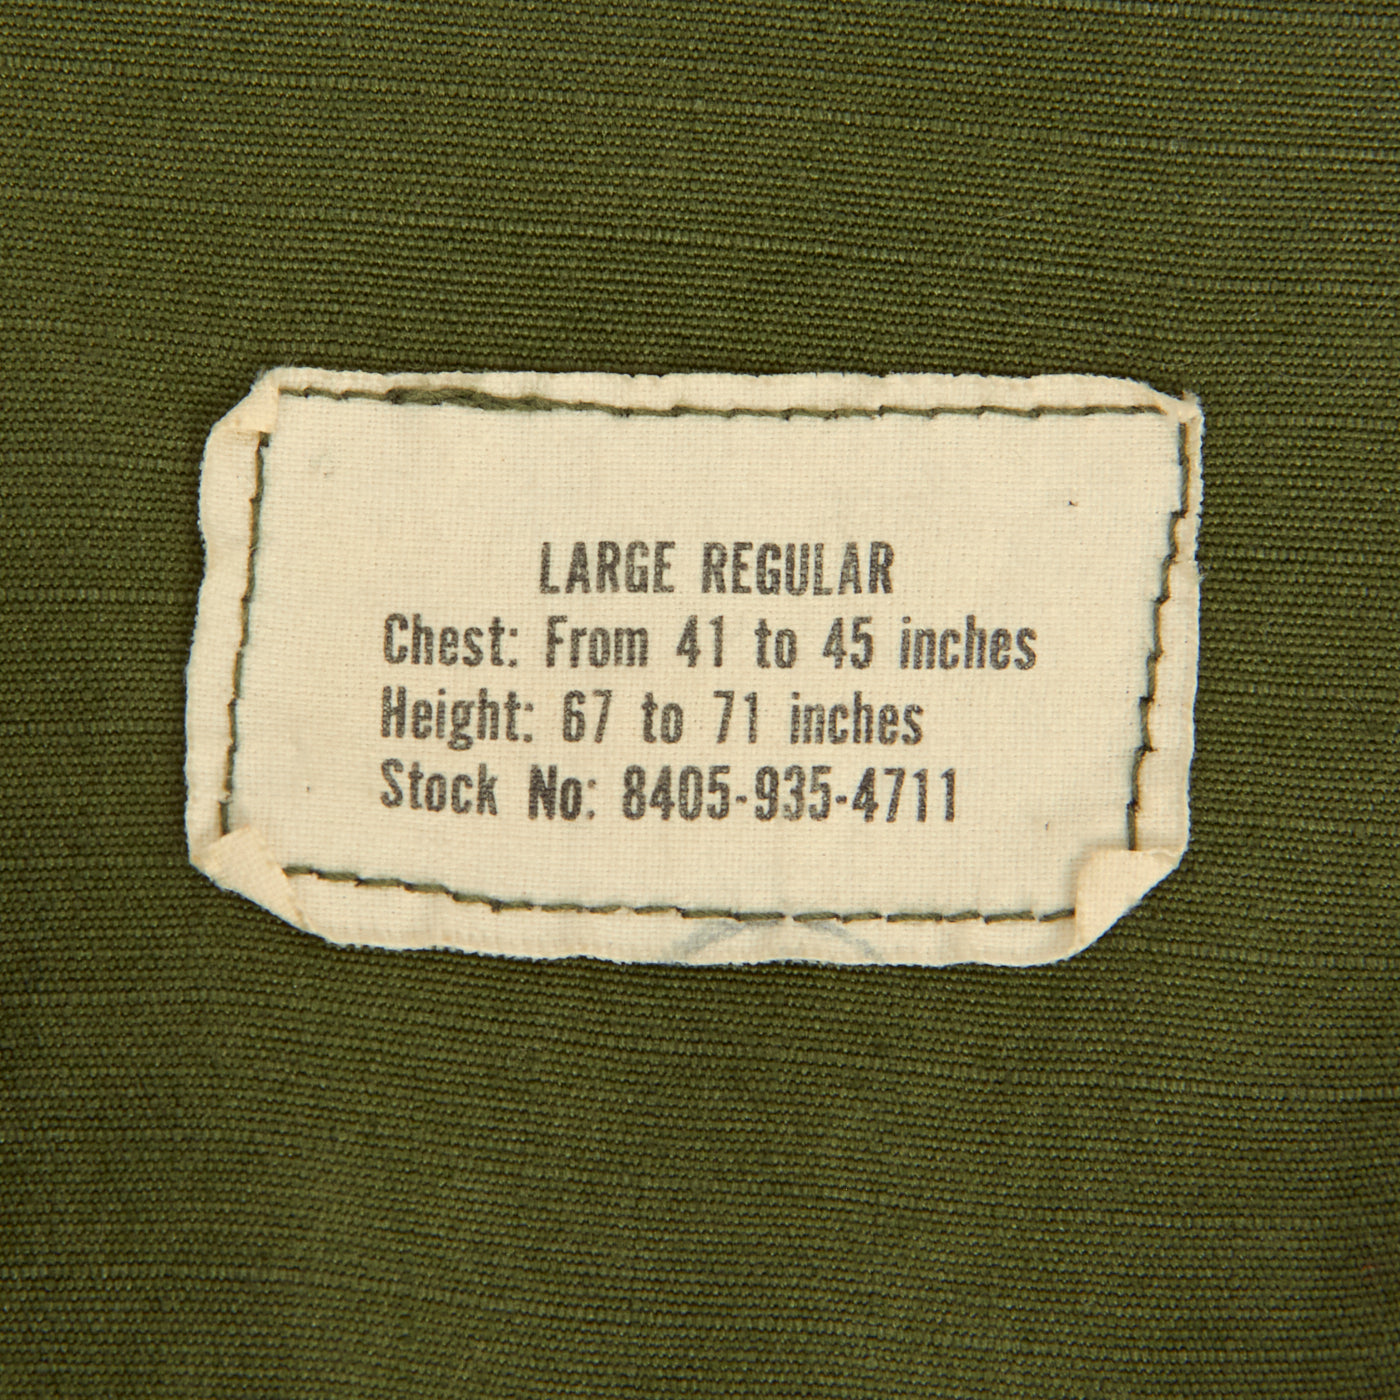 LARGE REGULAR
Chest: From 41 to 45 inches
Height: 67 to 71 inches
Stock No: 8405-935-4711